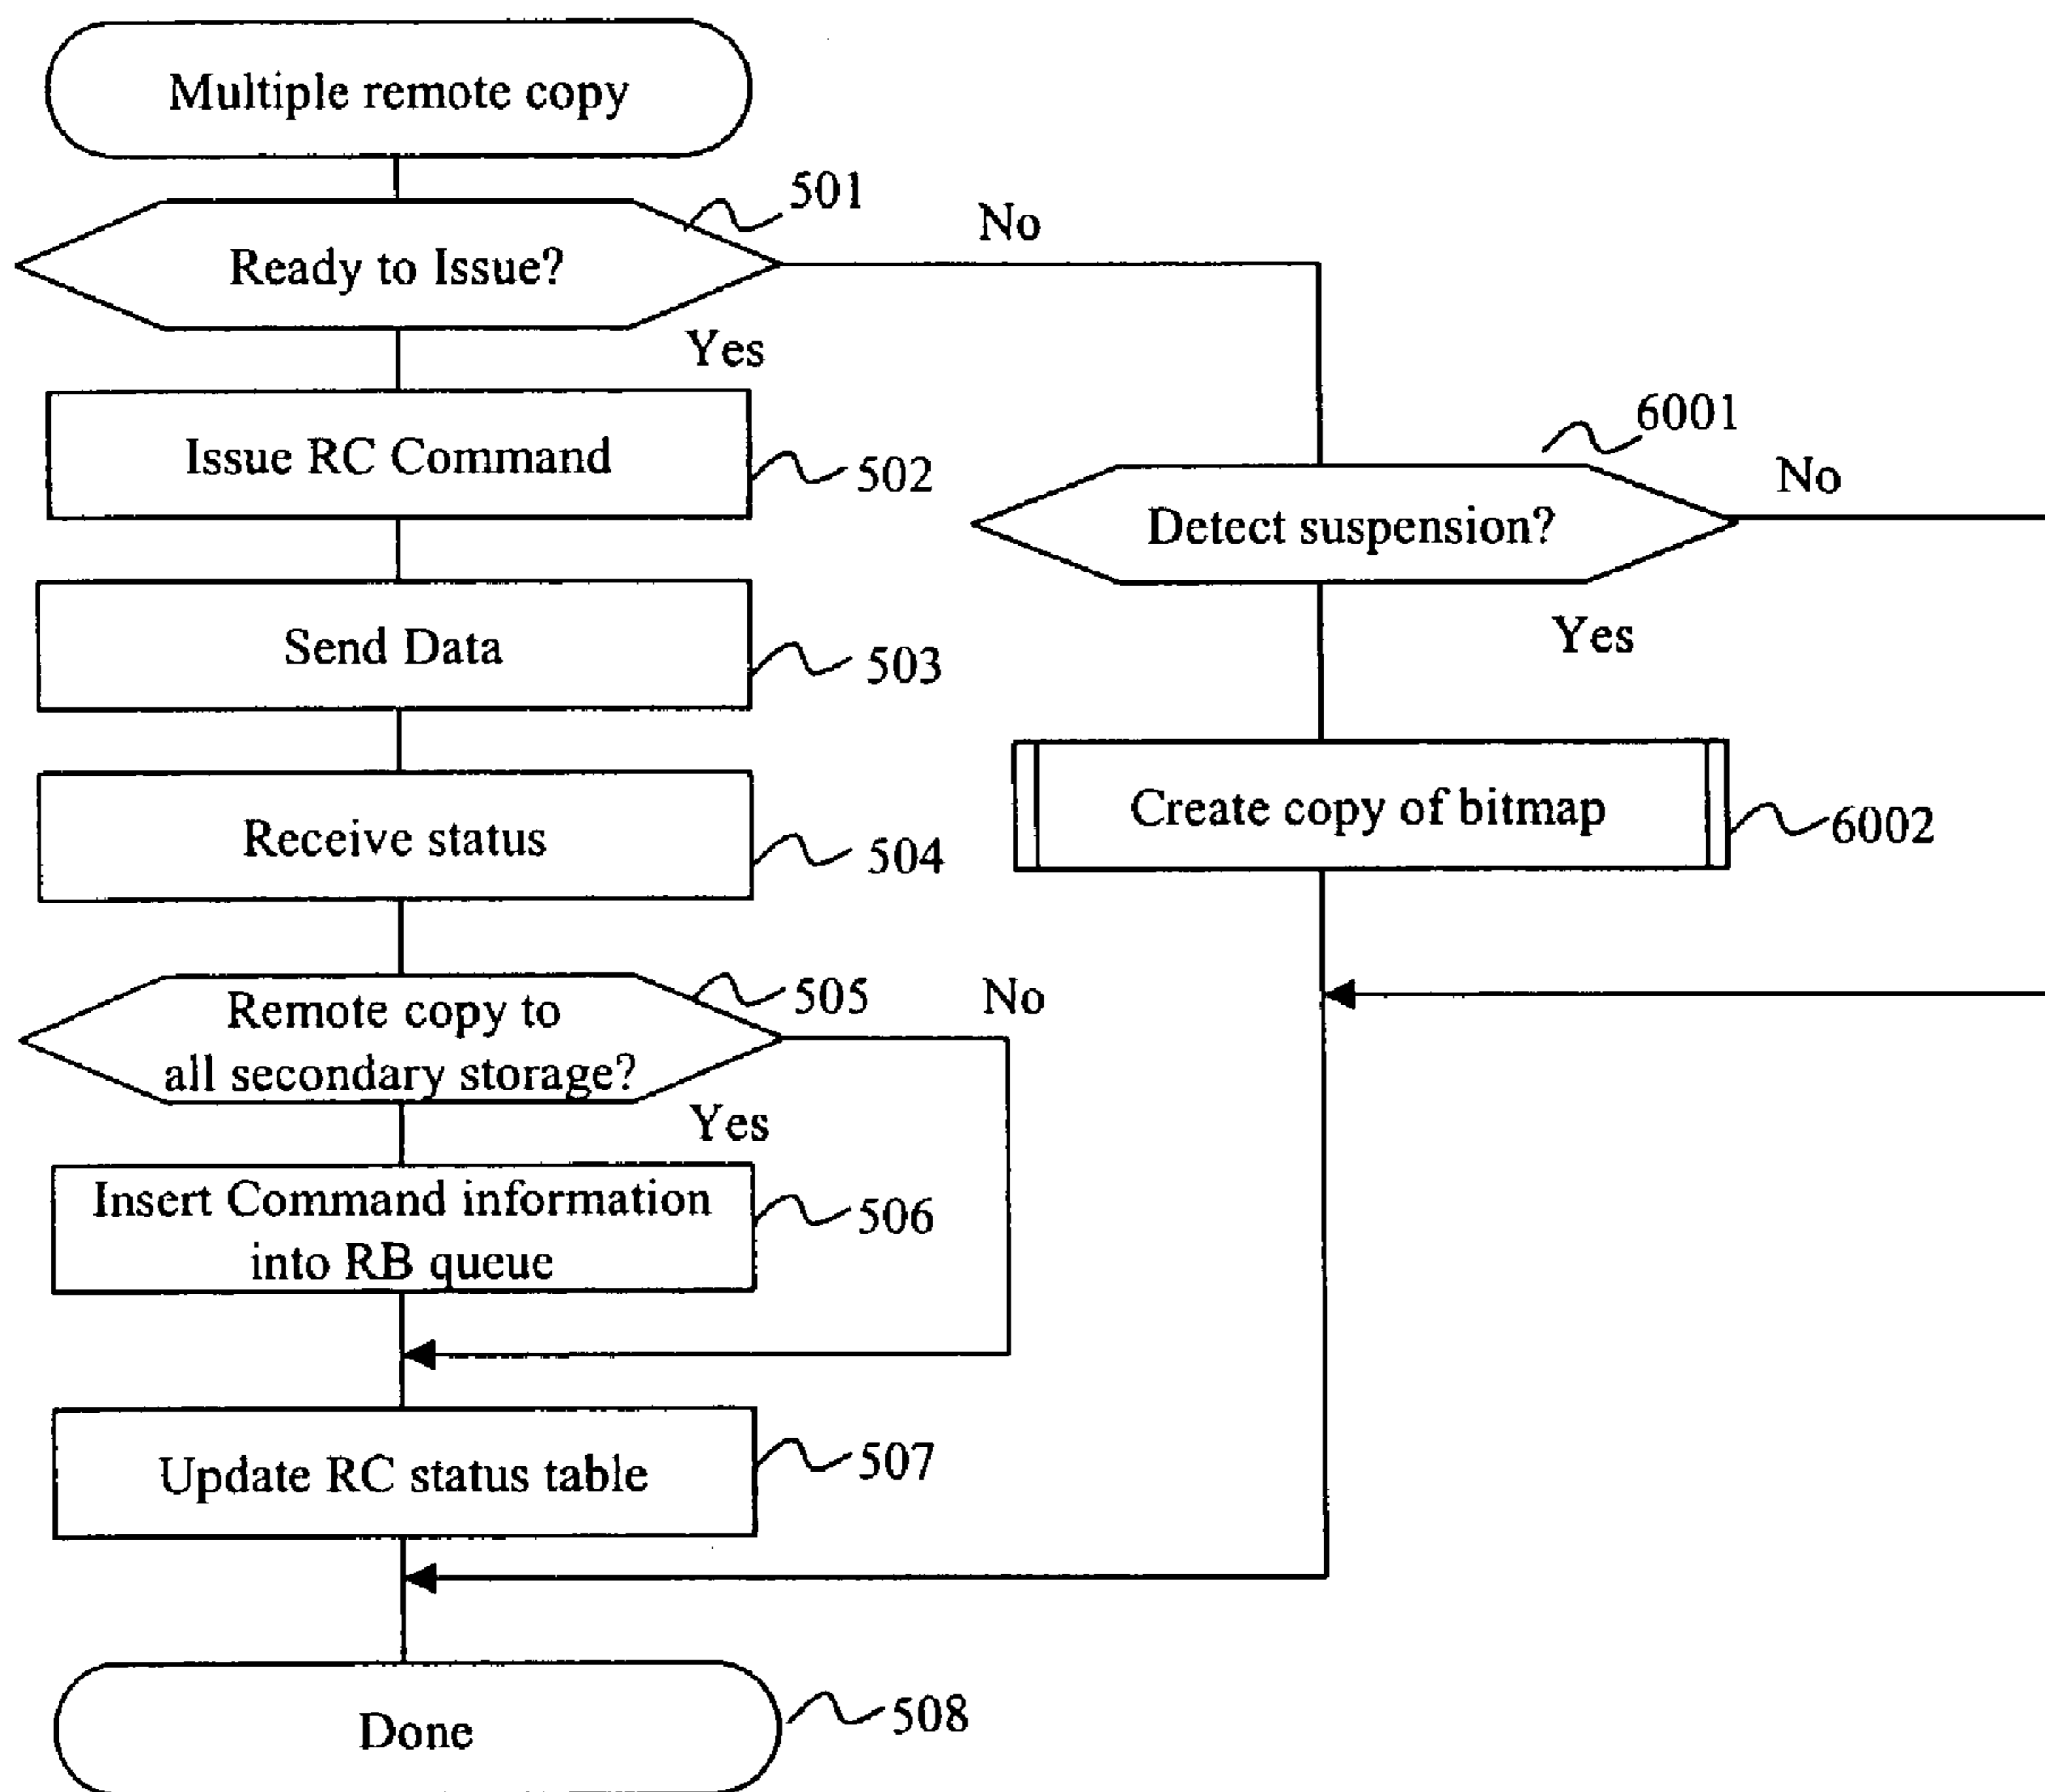 Multiple remote copy
501
No
Ready to Issue?
Yes
Issue RC Command
502
Send Data
503
Receive status
504
Remote copy to
all secondary storage?
505
No
Yes
Insert Command information
into RB queue
506
Update RC status table
507
Done
508
6001
No
Detect suspension?
Yes
Create copy of bitmap
6002